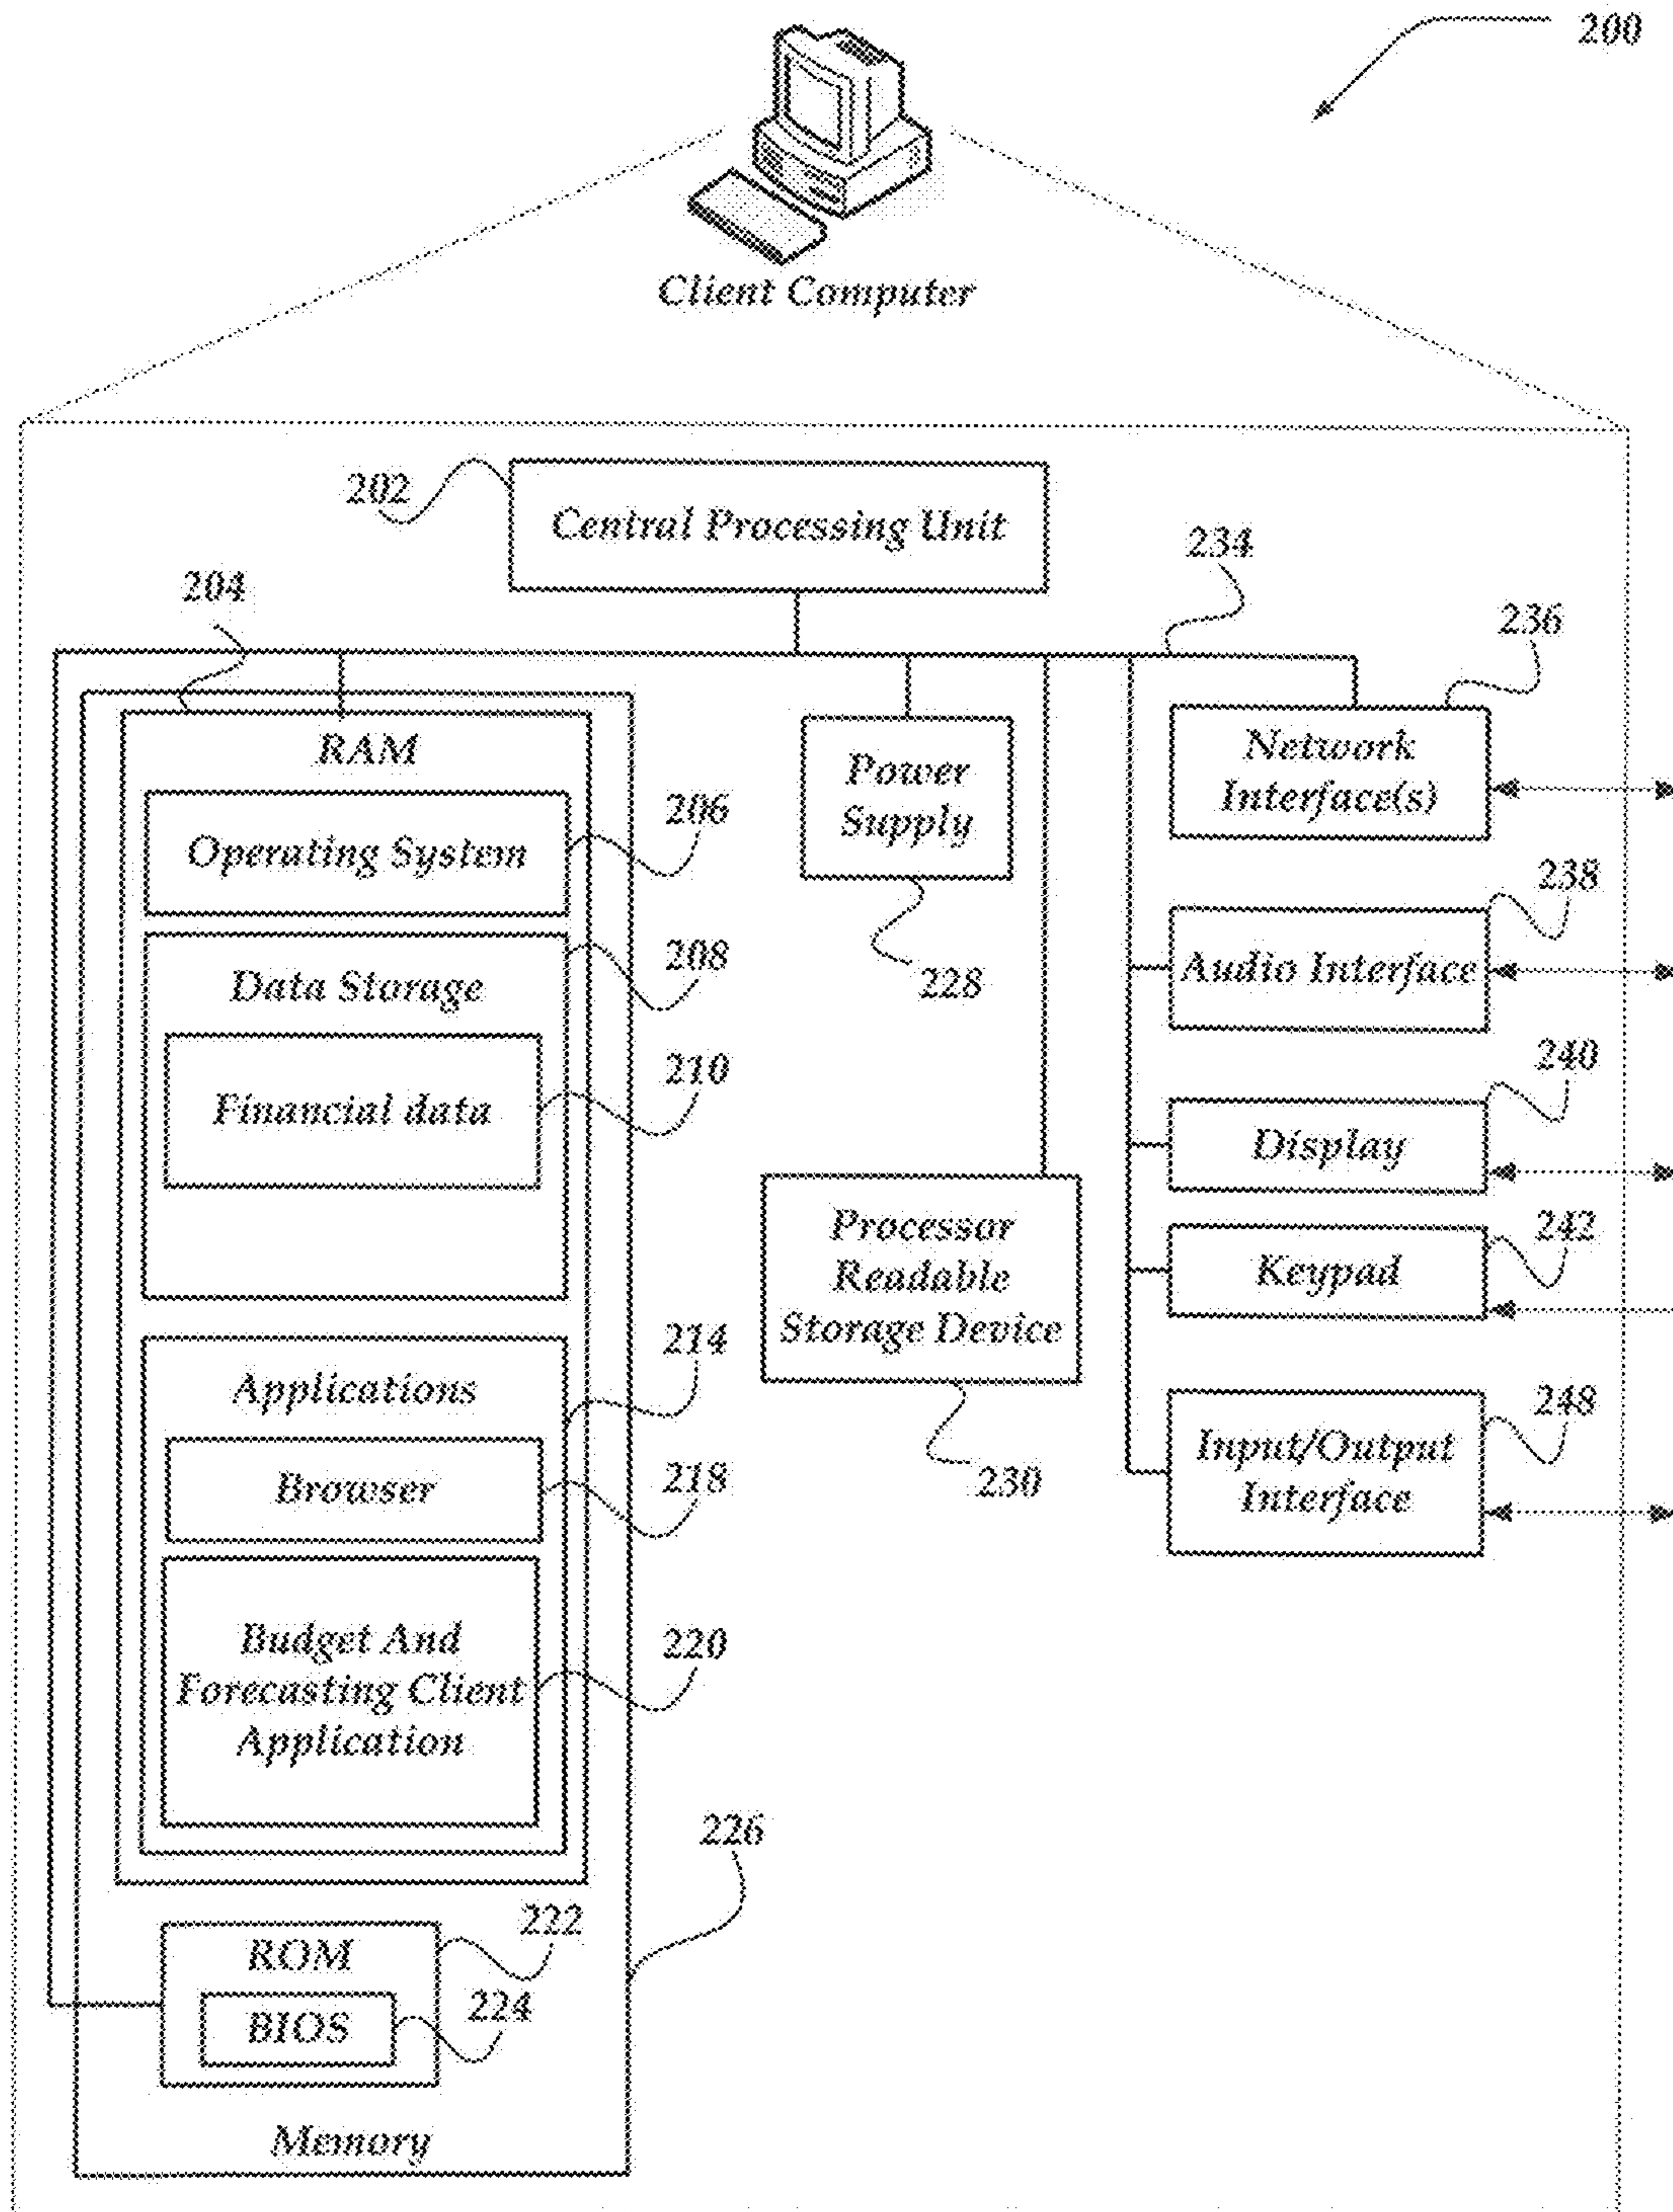 200
Client Computer
202
Central Processing Unit
234
204
236
RAM
Network
Interface(s)
Power
Supply
206
Operating System
238
208
Audio Interface
Data Storage
228
240
210
Financial data
Display
242
Processor
Readable
Storage Device
Keypad
214
Applications
248
Input/Output
Interface
218
Browser
230
220
Budget And
Forecasting Client
Application
226
222
ROM
224
BIOS
Memory